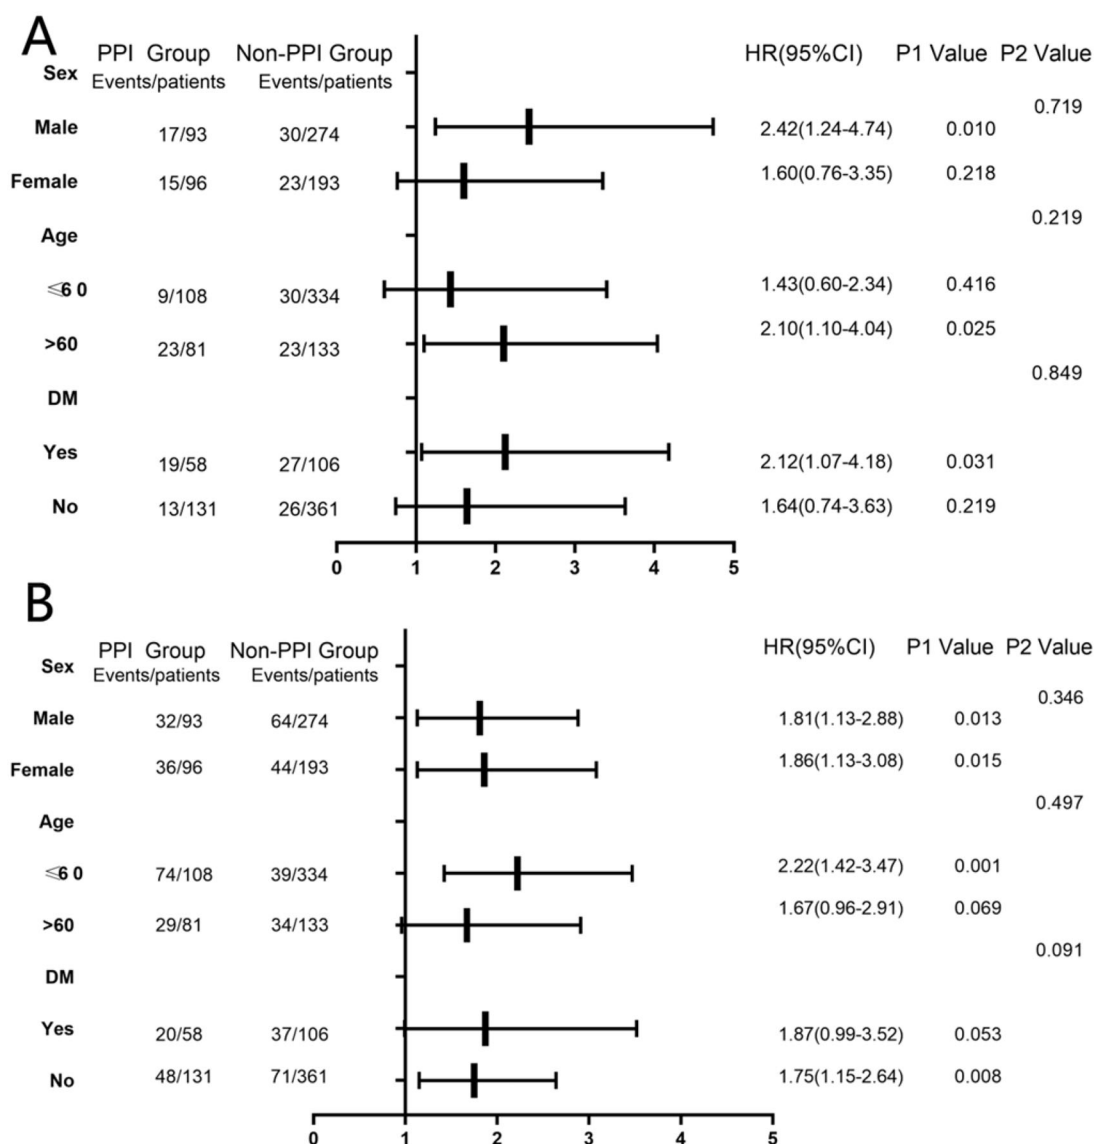 A
PPI Group Non-PPI Group HR(95%CI) P1 Value P2 Value
Sex Events/patients Events/patients
0.719
Male 17/93 30/274 2.42(1.24-4.74) 0.010
Female 15/96 23/193 1.60(0.76-3.35) 0.218
0.219
Age
≤60 9/108 30/334 1.43(0.60-2.34) 0.416
>60 23/81 23/133 2.10(1.10-4.04) 0.025
0.849
DM
Yes 19/58 27/106 2.12(1.07-4.18) 0.031
No 13/131 26/361 1.64(0.74-3.63) 0.219
0 1 2 3 4 5
B
PPI Group Non-PPI Group HR(95%CI) P1 Value P2 Value
Sex Events/patients Events/patients
0.346
Male 32/93 64/274 1.81(1.13-2.88) 0.013
Female 36/96 44/193 1.86(1.13-3.08) 0.015
0.497
Age
≤60 74/108 39/334 2.22(1.42-3.47) 0.001
>60 29/81 34/133 1.67(0.96-2.91) 0.069
0.091
DM
Yes 20/58 37/106 1.87(0.99-3.52) 0.053
No 48/131 71/361 1.75(1.15-2.64) 0.008
0 1 2 3 4 5